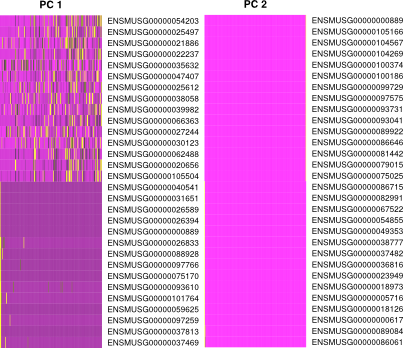 PC 1
ENSMUSG00000054203
ENSMUSG00000025497
ENSMUSG00000021886
ENSMUSG00000022237
ENSMUSG00000035632
ENSMUSG00000047407
ENSMUSG00000025612
ENSMUSG00000038058
ENSMUSG00000039982
ENSMUSG00000066363
ENSMUSG00000027244
ENSMUSG00000030123
ENSMUSG00000062488
ENSMUSG00000020656
ENSMUSG00000105504
ENSMUSG00000040541
ENSMUSG00000031651
ENSMUSG00000026589
ENSMUSG00000026394
ENSMUSG00000000889
ENSMUSG00000026833
ENSMUSG00000088928
ENSMUSG00000097766
ENSMUSG00000075170
ENSMUSG00000093610
ENSMUSG00000101764
ENSMUSG00000059625
ENSMUSG00000097259
ENSMUSG00000037813
ENSMUSG00000037469
PC 2
ENSMUSG00000000889
ENSMUSG00000105166
ENSMUSG00000104567
ENSMUSG00000104269
ENSMUSG00000100374
ENSMUSG00000100186
ENSMUSG00000099729
ENSMUSG00000097575
ENSMUSG00000093731
ENSMUSG00000093041
ENSMUSG00000089922
ENSMUSG00000086646
ENSMUSG00000081442
ENSMUSG00000079015
ENSMUSG00000075025
ENSMUSG00000086715
ENSMUSG00000082991
ENSMUSG00000067522
ENSMUSG00000054855
ENSMUSG00000049353
ENSMUSG00000038777
ENSMUSG00000037482
ENSMUSG00000036816
ENSMUSG00000023949
ENSMUSG00000018973
ENSMUSG00000005716
ENSMUSG00000018126
ENSMUSG00000000617
ENSMUSG00000089084
ENSMUSG00000086061